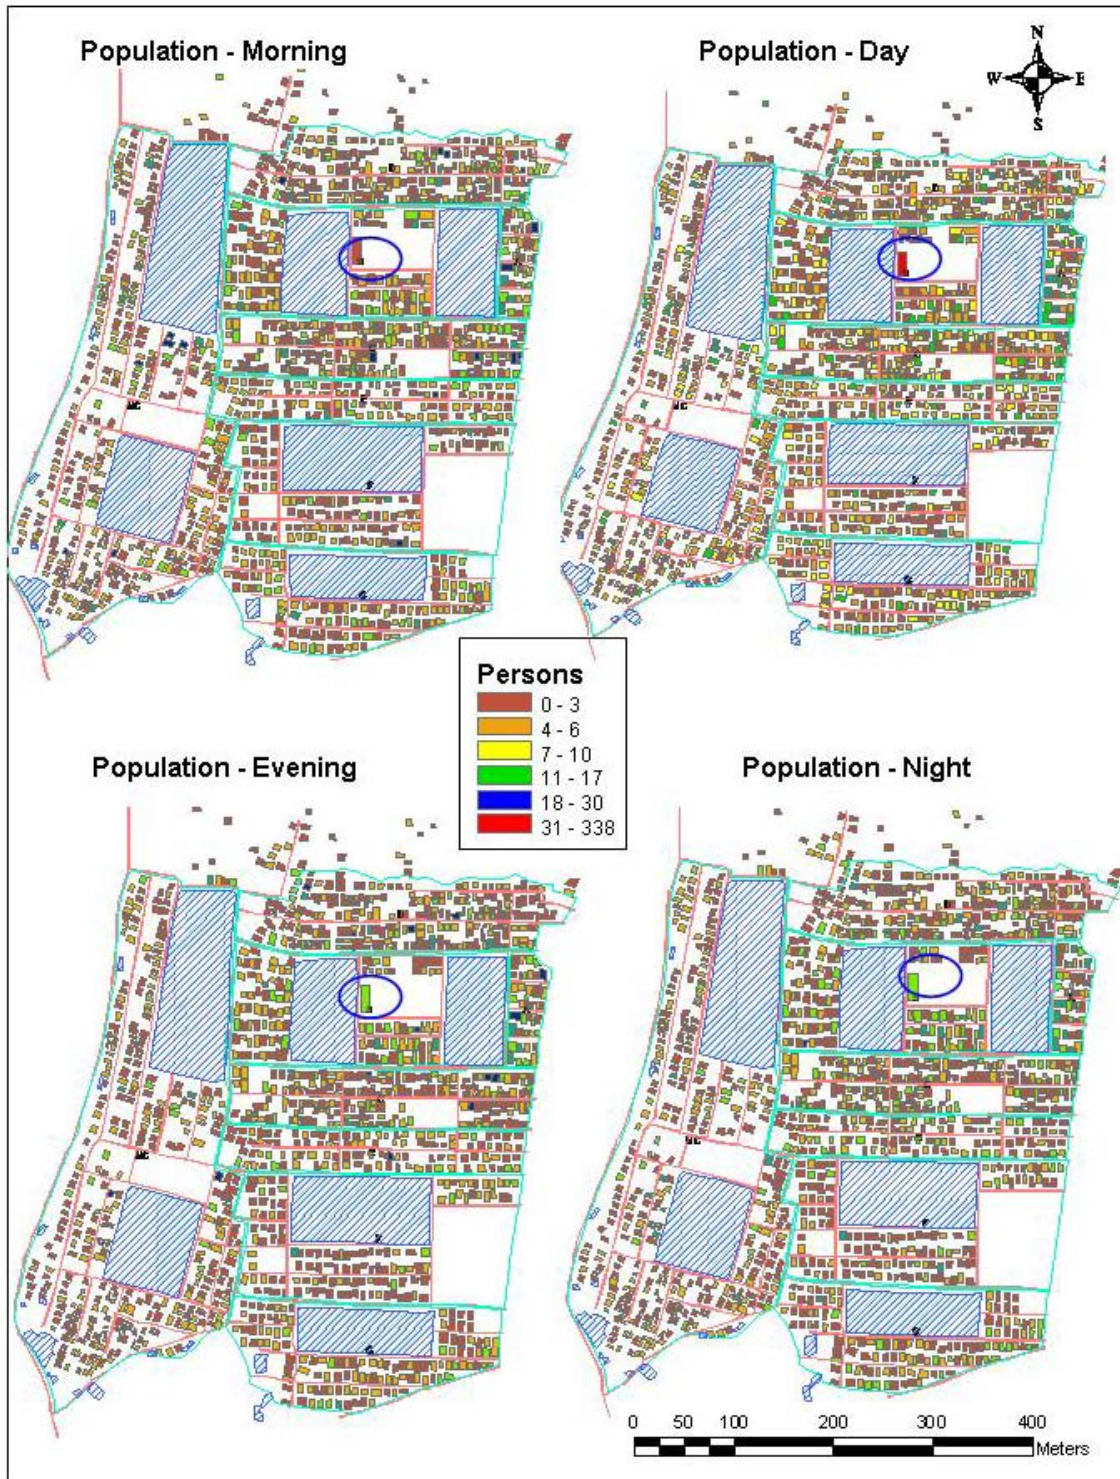 Population - Morning
Population - Day
N
W E
S
Persons
0 - 3
4 - 6
7 - 10
11 - 17
18 - 30
31 - 338
Population - Evening
Population - Night
0 50 100 200 300 400
Meters